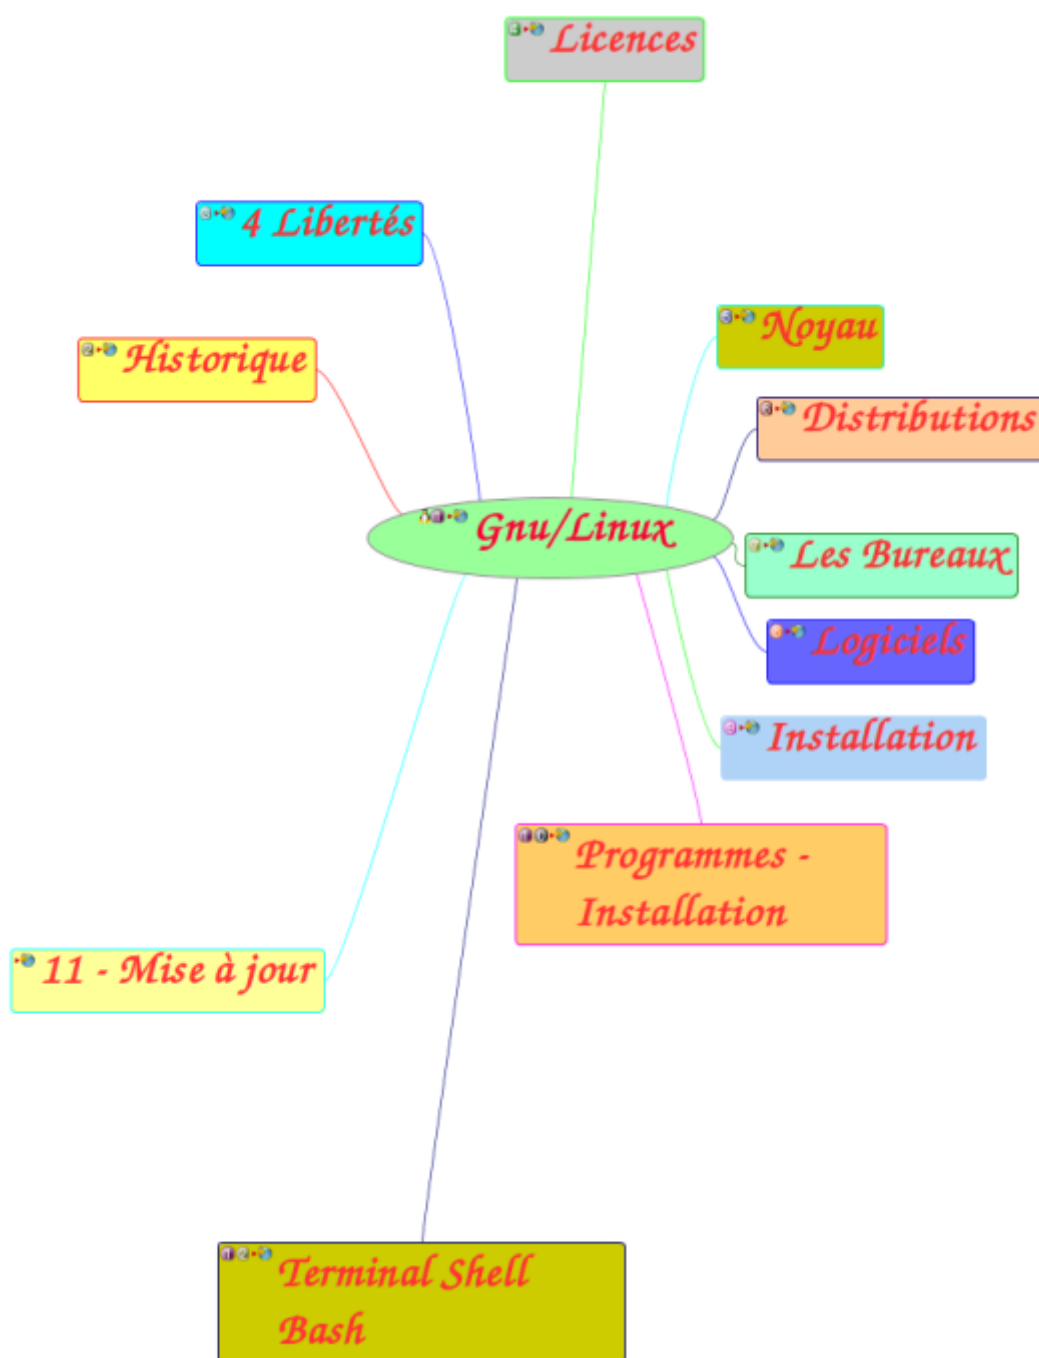 Licences
4 Libertés
Noyau
Historique
Distributions
Gnu/Linux
Les Bureaux
Logiciels
Installation
Programmes -
Installation
11 - Mise à jour
Terminal Shell
Bash